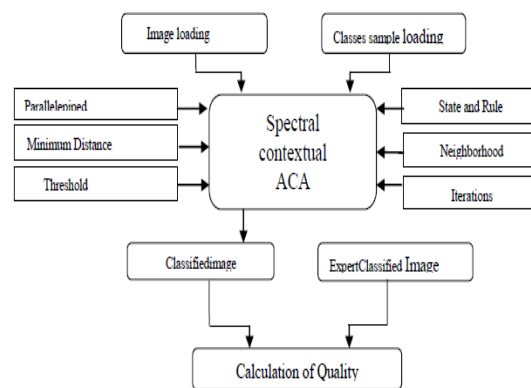 Image loading
Classes sample loading
Parallelepined
State and Rule
Spectral
contextual
ACA
Minimum Distance
Neighborhood
Threshold
Iterations
Classifiedimage
ExpertClassified Image
Calculation of Quality